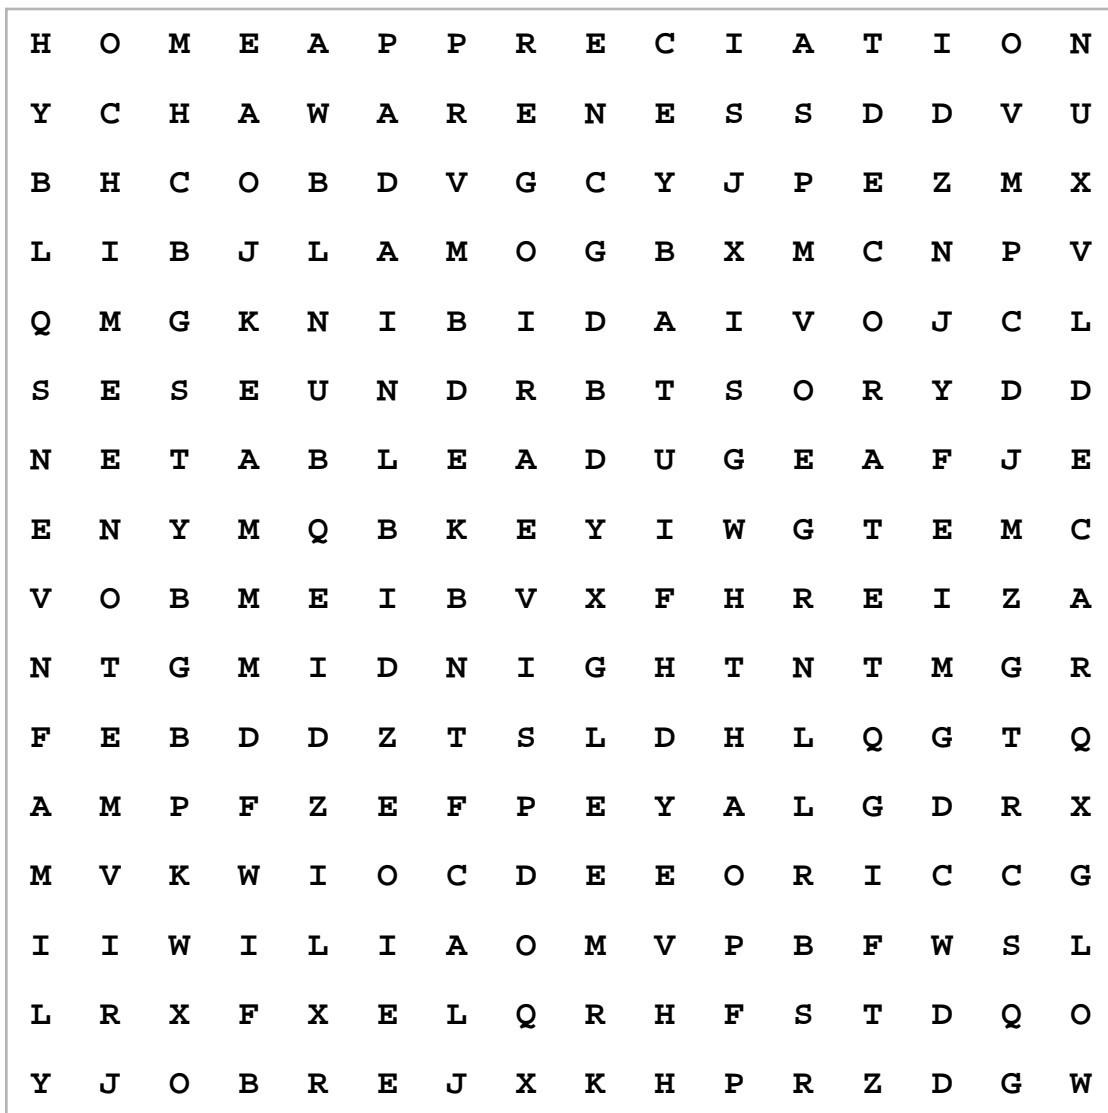 H O M E A P P R E C I A T I O N
Y C H A W A R E N E S S D D V U
B H C O B D V G C Y J P E Z M X
L I B J L A M O G B X M C N P V
Q M G K N I B I D A I V O J C L
S E S E U N D R B T S O R Y D D
N E T A B L E A D U G E A F J E
E N Y M Q B K E Y I W G T E M C
V O B M E I B V X F H R E I Z A
N T G M I D N I G H T N T M G R
F E B D D Z T S L D H L Q G T Q
A M P F Z E F P E Y A L G D R X
M V K W I O C D E E O R I C C G
I I W I L I A O M V P B F W S L
L R X F X E L Q R H F S T D Q O
Y J O B R E J X K H P R Z D G W